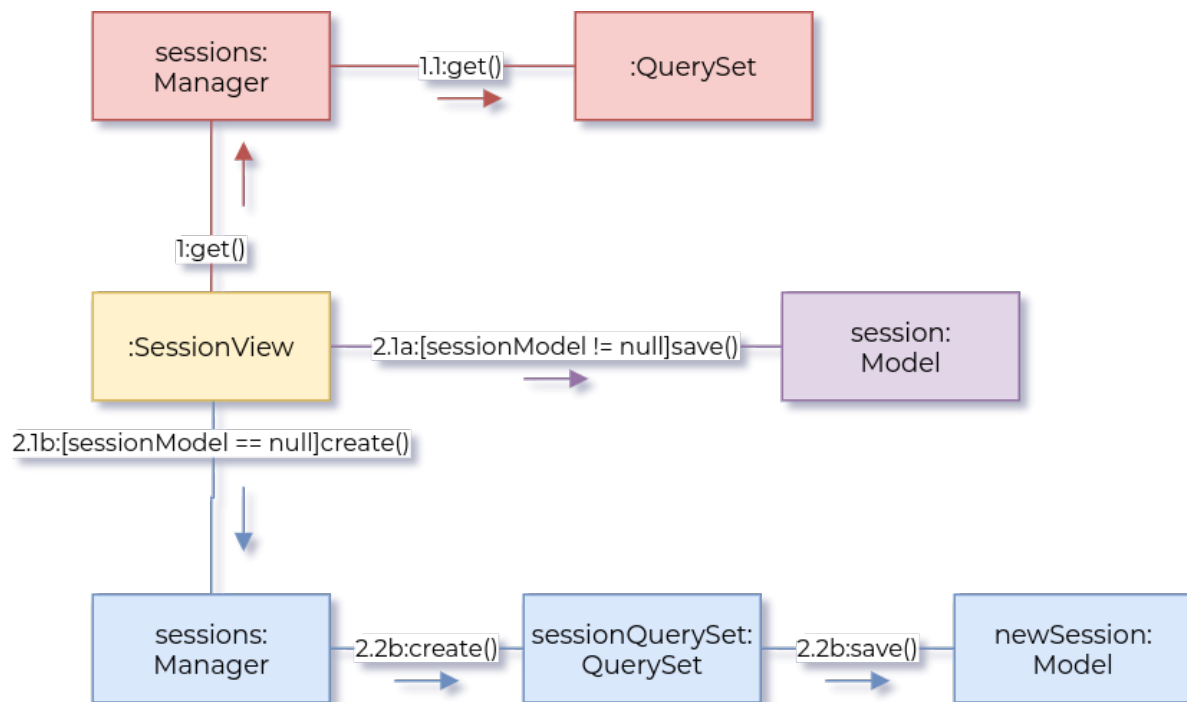 sessions:
Manager
1.1:get()
:QuerySet
1:get()
:SessionView
2.1a:[sessionModel != null]save()
session:
Model
2.1b:[sessionModel == null]create()
sessions:
Manager
2.2b:create()
sessionQuerySet:
QuerySet
2.2b:save()
newSession:
Model